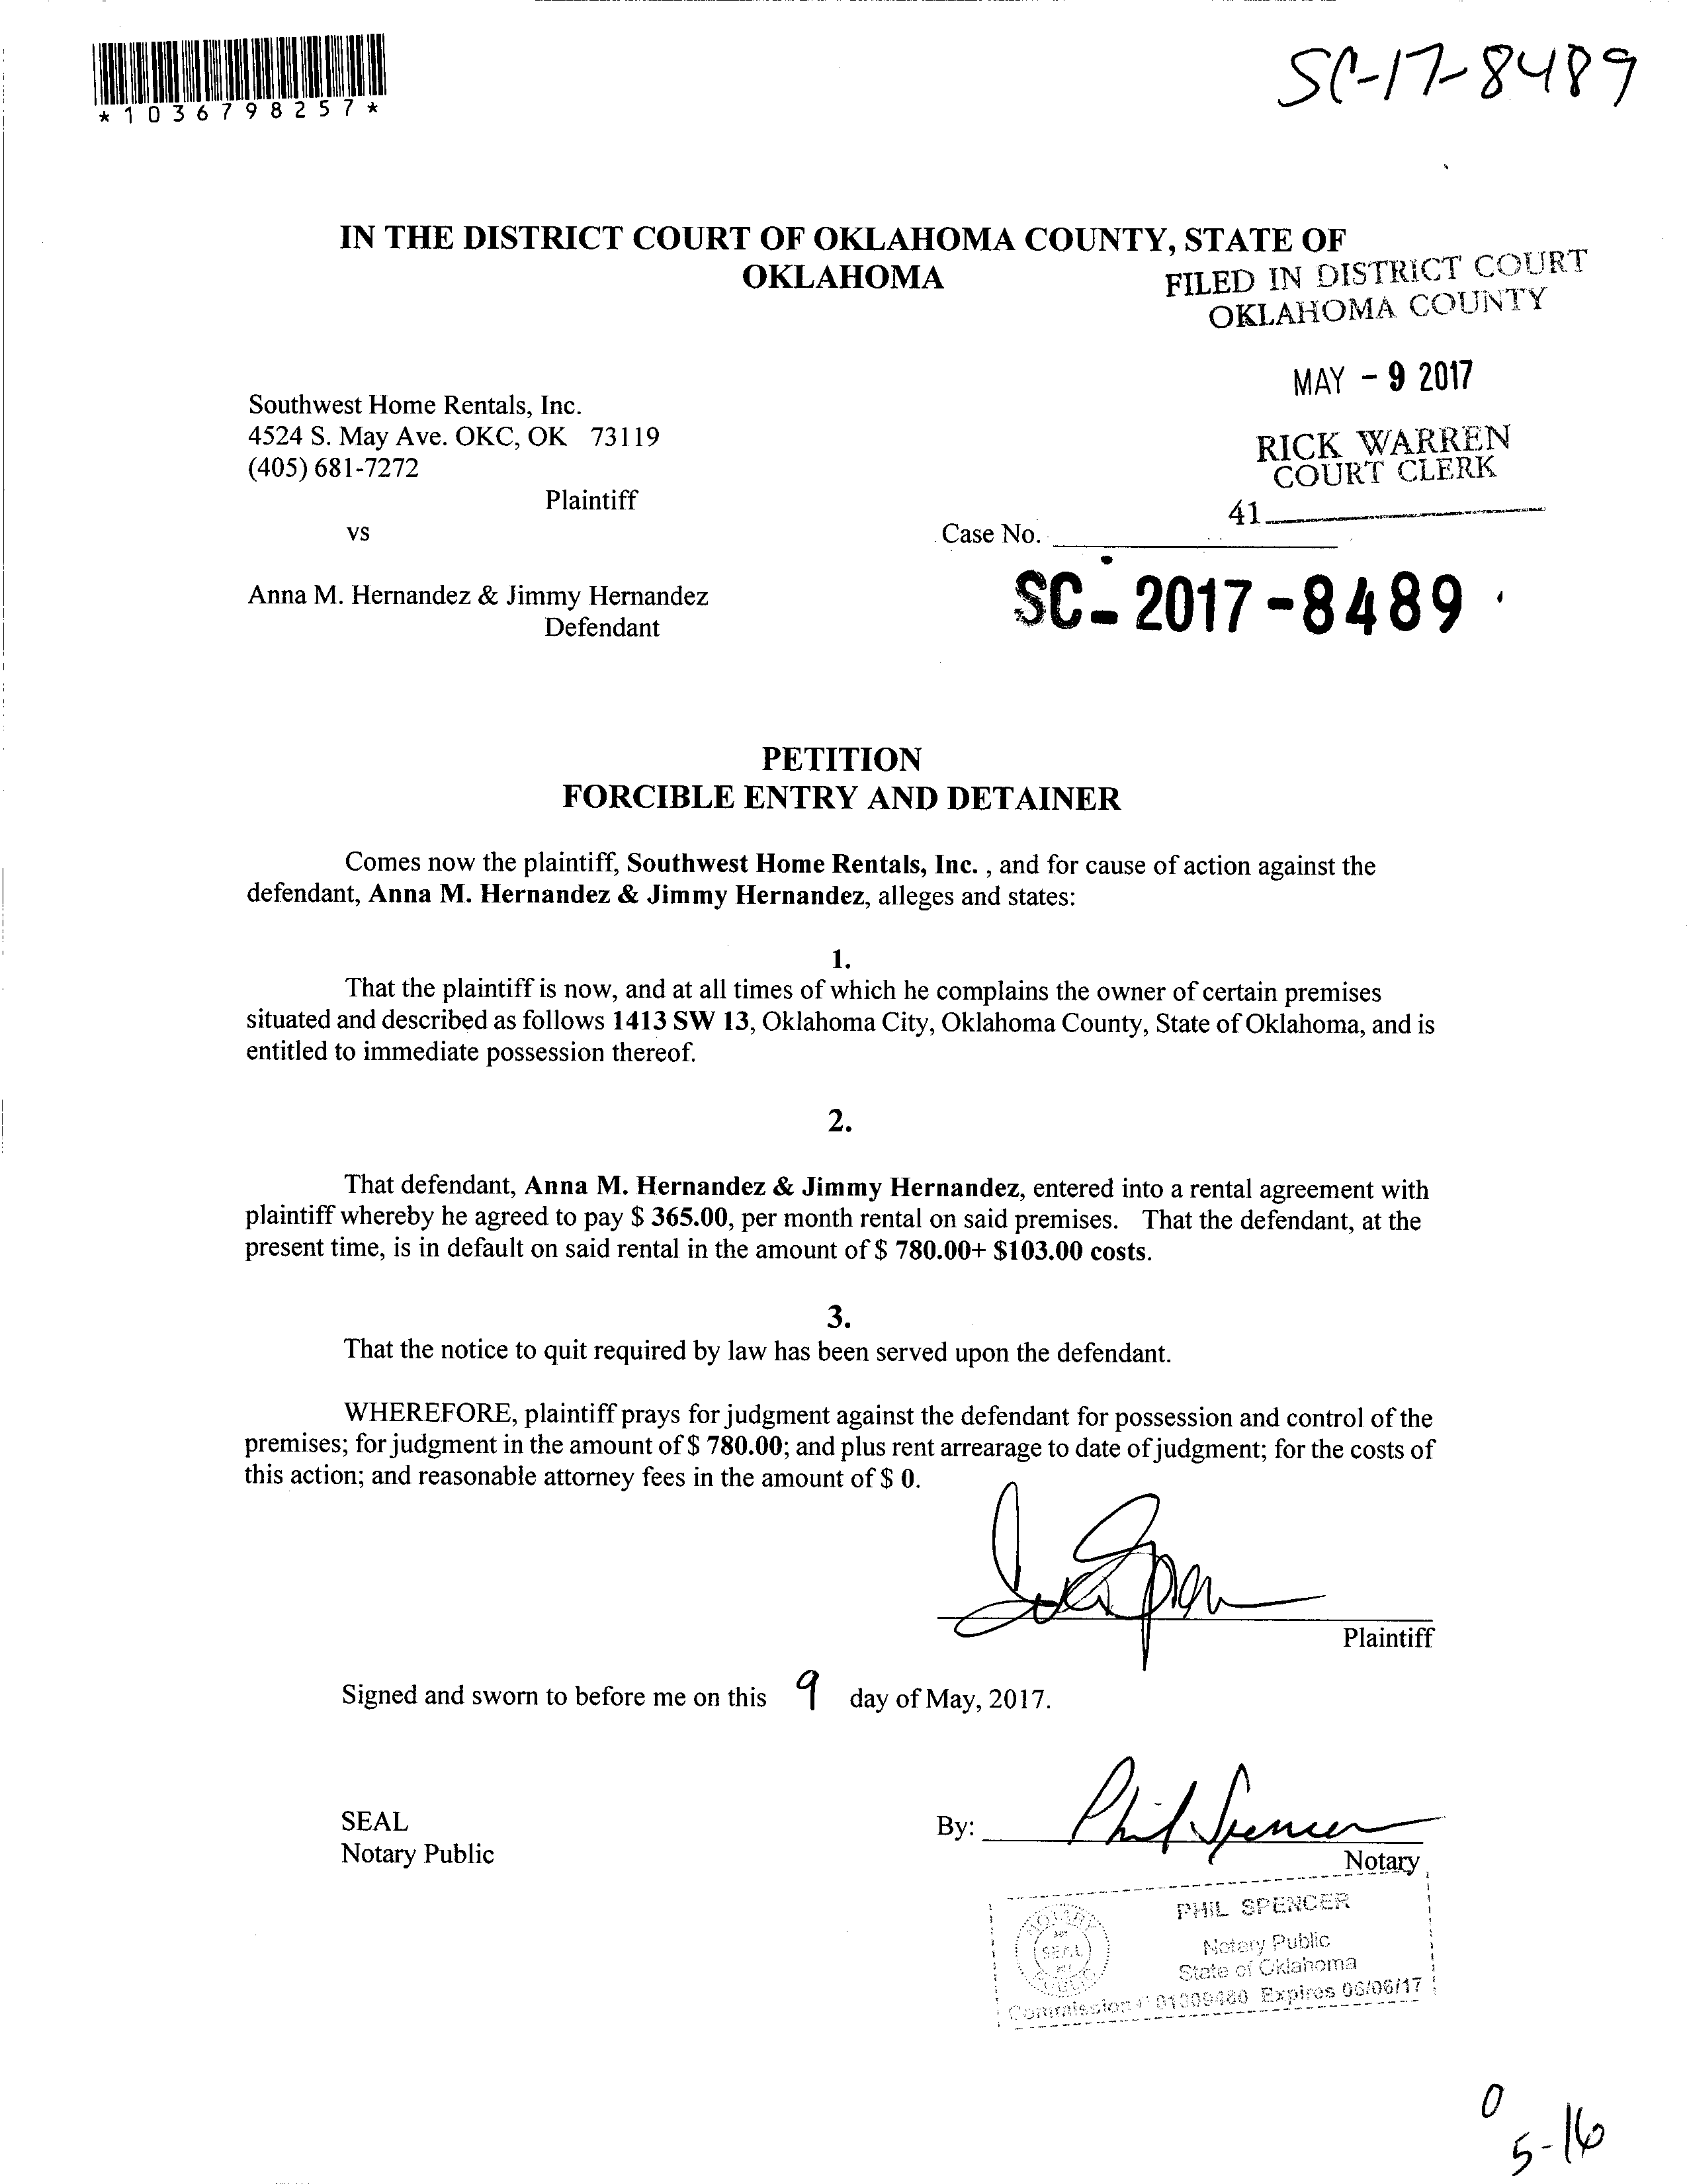 *1036798257*
SC-17-8489
IN THE DISTRICT COURT OF OKLAHOMA COUNTY, STATE OF
OKLAHOMA
FILED IN DISTRICT COURT
OKLAHOMA COUNTY
MAY - 9 2017
RICK WARREN
COURT CLERK
41
Southwest Home Rentals, Inc.
4524 S. May Ave. OKC, OK 73119
(405) 681-7272
Plaintiff
vs
Case No.
SC-2017-8489
Anna M. Hernandez & Jimmy Hernandez
Defendant
PETITION
FORCIBLE ENTRY AND DETAINER
Comes now the plaintiff, Southwest Home Rentals, Inc. , and for cause of action against the
defendant, Anna M. Hernandez & Jimmy Hernandez, alleges and states:
1.
That the plaintiff is now, and at all times of which he complains the owner of certain premises
situated and described as follows 1413 SW 13, Oklahoma City, Oklahoma County, State of Oklahoma, and is
entitled to immediate possession thereof.
2.
That defendant, Anna M. Hernandez & Jimmy Hernandez, entered into a rental agreement with
plaintiff whereby he agreed to pay $ 365.00, per month rental on said premises. That the defendant, at the
present time, is in default on said rental in the amount of $ 780.00+ $103.00 costs.
3.
That the notice to quit required by law has been served upon the defendant.
WHEREFORE, plaintiff prays for judgment against the defendant for possession and control of the
premises; for judgment in the amount of $ 780.00; and plus rent arrearage to date of judgment; for the costs of
this action; and reasonable attorney fees in the amount of $ 0.
Plaintiff
Signed and sworn to before me on this 9 day of May, 2017.
SEAL
Notary Public
By: Phil Spencer
Notary
PHIL SPENCER
Notary Public
State of Oklahoma
Commission # 01309480 Expires 06/06/17
NOTARY
SEAL
PUBLIC
0
5-16